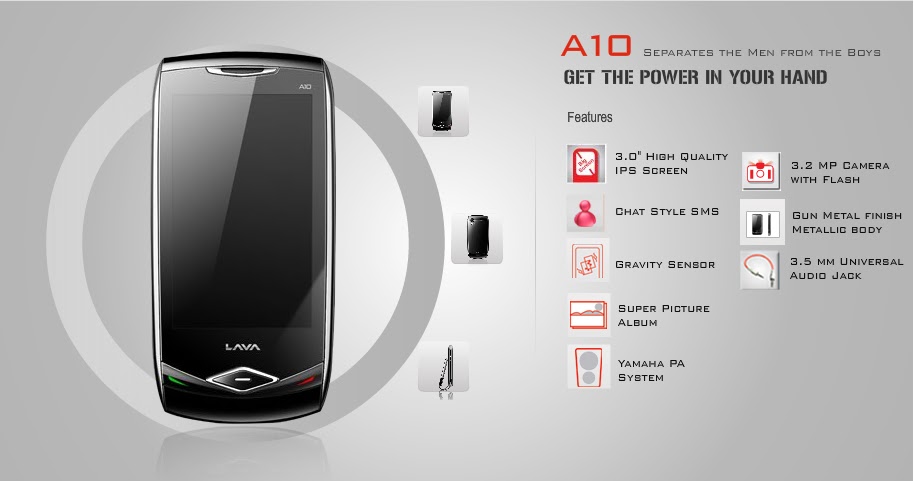 A10
LAVA
A10 SEPARATES THE MEN FROM THE BOYS
GET THE POWER IN YOUR HAND
Features
3.0" HIGH QUALITY
IPS SCREEN
CHAT STYLE SMS
GRAVITY SENSOR
SUPER PICTURE
ALBUM
YAMAHA PA
SYSTEM
3.2 MP CAMERA
WITH FLASH
GUN METAL FINISH
METALLIC BODY
3.5 MM UNIVERSAL
AUDIO JACK